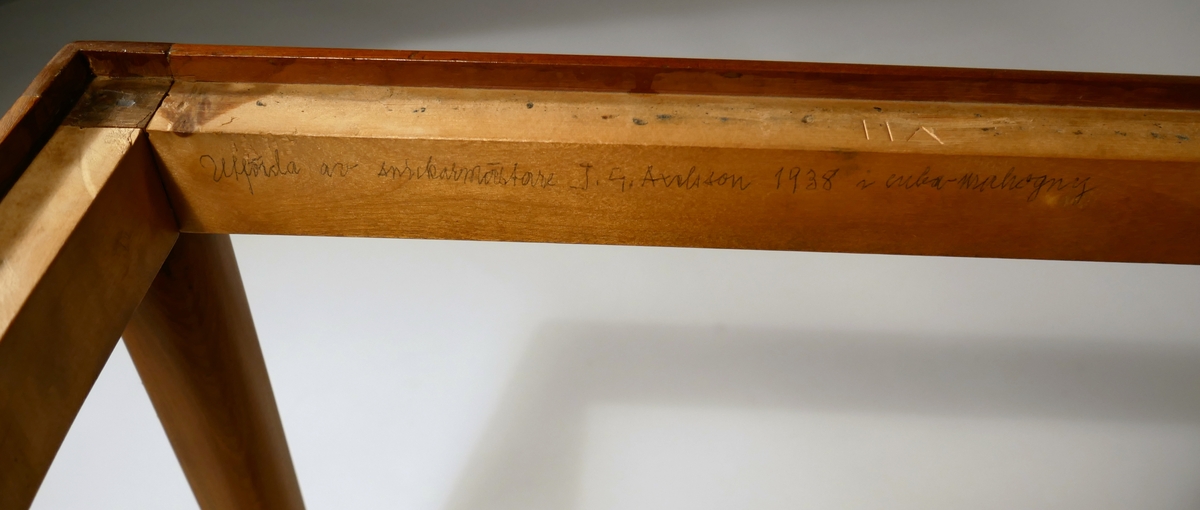 Utförda av snickarmästare J. G. Axelsson 1938 i cuba-mahogny